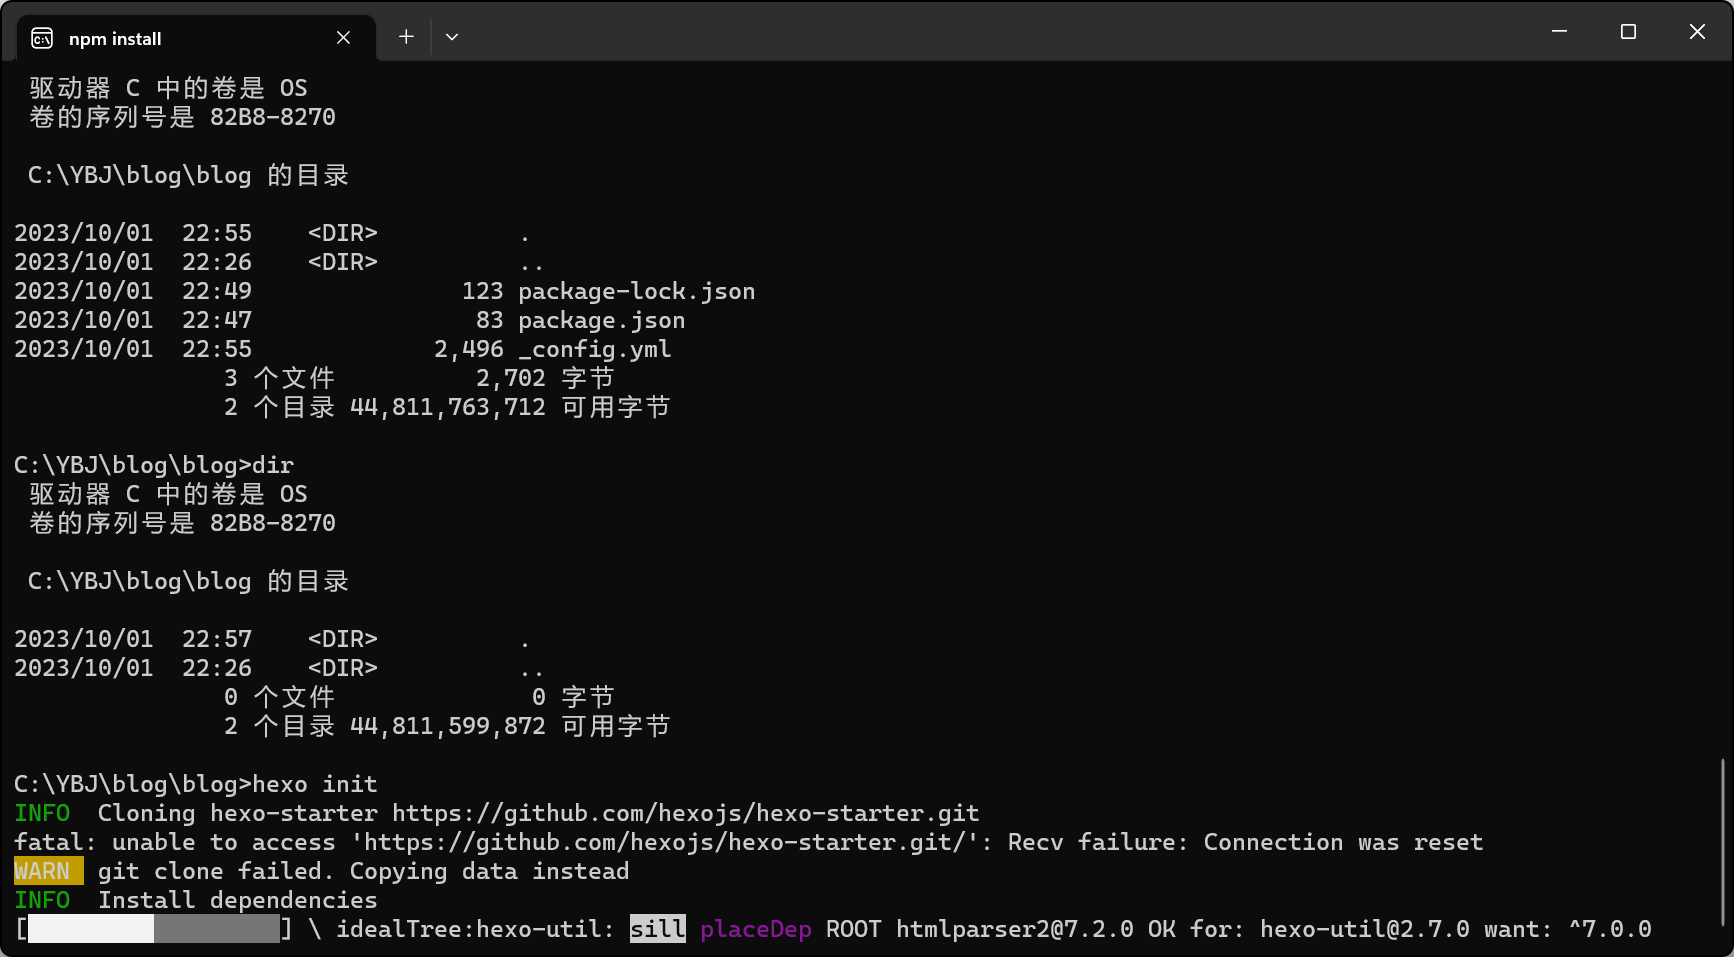 npm install
驱动器 C 中的卷是 OS
卷的序列号是 82B8-8270
C:\YBJ\blog\blog 的目录
2023/10/01  22:55    <DIR>          .
2023/10/01  22:26    <DIR>          ..
2023/10/01  22:49               123 package-lock.json
2023/10/01  22:47                83 package.json
2023/10/01  22:55             2,496 _config.yml
3 个文件          2,702 字节
2 个目录 44,811,763,712 可用字节
C:\YBJ\blog\blog>dir
驱动器 C 中的卷是 OS
卷的序列号是 82B8-8270
C:\YBJ\blog\blog 的目录
2023/10/01  22:57    <DIR>          .
2023/10/01  22:26    <DIR>          ..
0 个文件              0 字节
2 个目录 44,811,599,872 可用字节
C:\YBJ\blog\blog>hexo init
INFO  Cloning hexo-starter https://github.com/hexojs/hexo-starter.git
fatal: unable to access 'https://github.com/hexojs/hexo-starter.git/': Recv failure: Connection was reset
WARN  git clone failed. Copying data instead
INFO  Install dependencies
[                  ] \ idealTree:hexo-util: sill placeDep ROOT htmlparser2@7.2.0 OK for: hexo-util@2.7.0 want: ^7.0.0